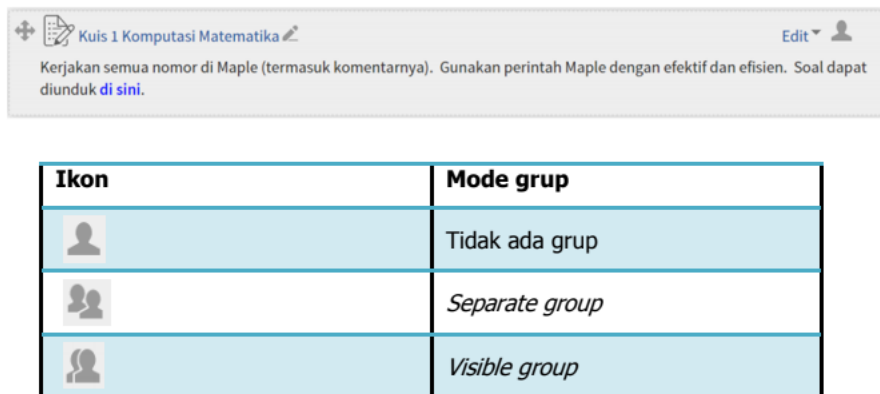 Kuis 1 Komputasi Matematika Edit
Kerjakan semua nomor di Maple (termasuk komentarnya). Gunakan perintah Maple dengan efektif dan efisien. Soal dapat
diunduh di sini.
Ikon Mode grup
Tidak ada grup
Separate group
Visible group